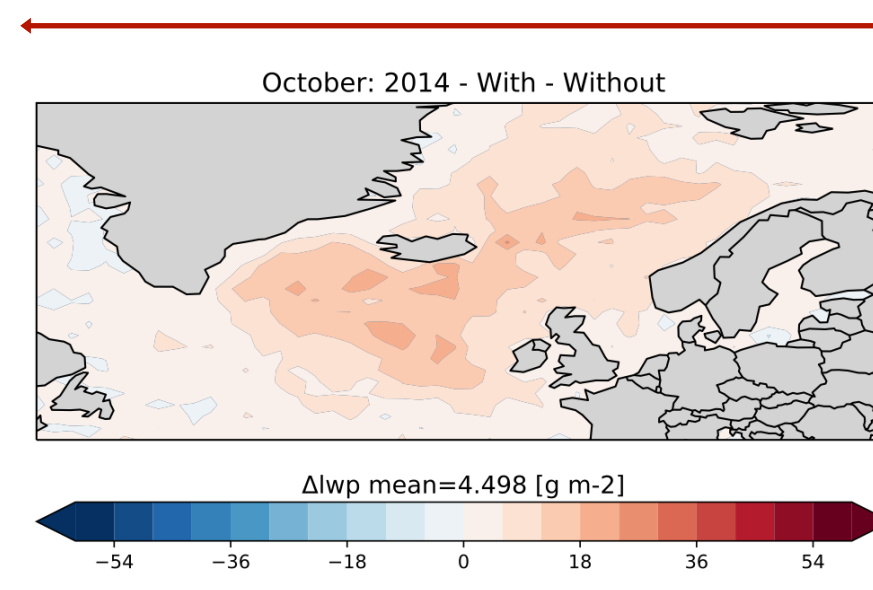 October: 2014 - With - Without
Δlwp mean=4.498 [g m-2]
−54 −36 −18 0 18 36 54